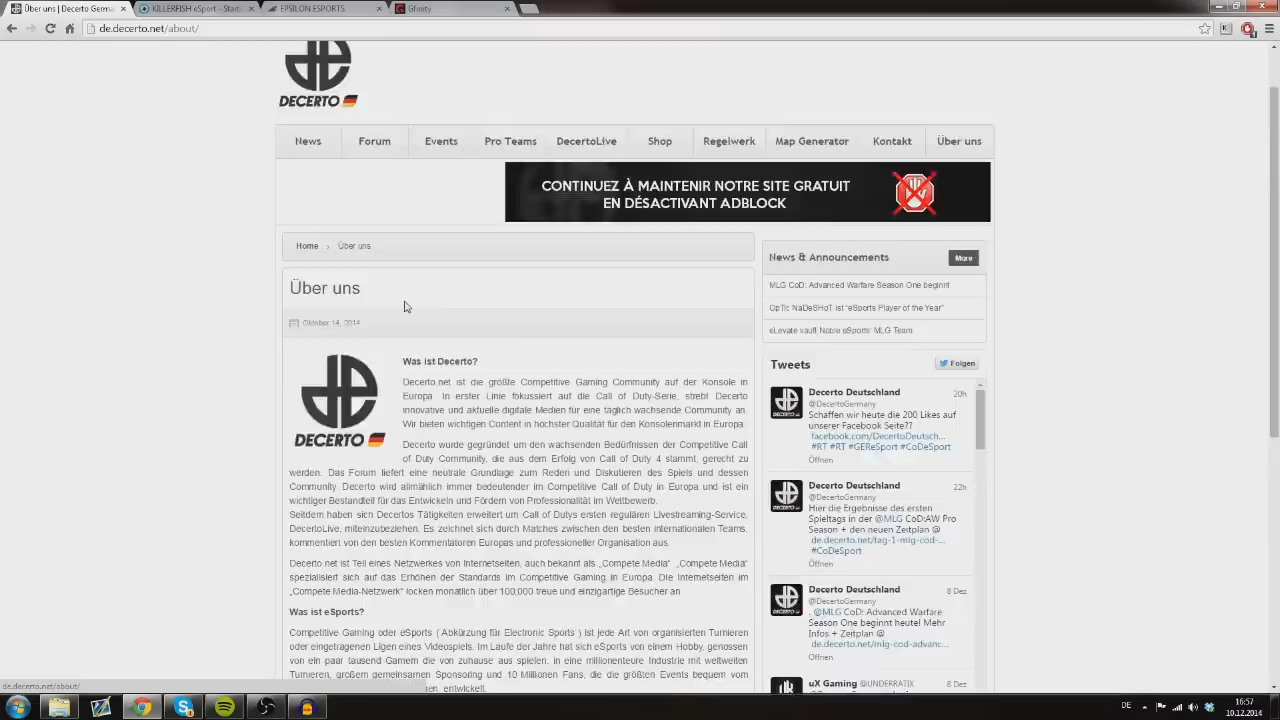 Über uns | Decerto Germa
KILLERFISH eSport - Starts
EPSILON ESPORTS
Gfinity
de.decerto.net/about/
DECERTO
News
Forum
Events
Pro Teams
DecertoLive
Shop
Regelwerk
Map Generator
Kontakt
Über uns
CONTINUEZ À MAINTENIR NOTRE SITE GRATUIT
EN DÉSACTIVANT ADBLOCK
Home › Über uns
Über uns
Oktober 14, 2014
DECERTO
Was ist Decerto?
Decerto.net ist die größte Competitive Gaming Community auf der Konsole in
Europa. In erster Linie fokussiert auf die Call of Duty-Serie, strebt Decerto
innovative und aktuelle digitale Medien für eine täglich wachsende Community an.
Wir bieten wichtigen Content in höchster Qualität für den Konsolenmarkt in Europa.
Decerto wurde gegründet um den wachsenden Bedürfnissen der Competitive Call
of Duty Community, die aus dem Erfolg von Call of Duty 4 stammt, gerecht zu
werden. Das Forum liefert eine neutrale Grundlage zum Reden und Diskutieren des Spiels und dessen
Community. Decerto wird allmählich immer bedeutender im Competitive Call of Duty in Europa und ist ein
wichtiger Bestandteil für das Entwickeln und Fördern von Professionalität im Wettbewerb.
Seitdem haben sich Decertos Tätigkeiten erweitert um Call of Dutys ersten regulären Livestreaming-Service,
DecertoLive, miteinzubeziehen. Es zeichnet sich durch Matches zwischen den besten internationalen Teams,
kommentiert von den besten Kommentatoren Europas und professioneller Organisation aus.
Decerto.net ist Teil eines Netzwerkes von Internetseiten, auch bekannt als „Compete Media“. „Compete Media“
spezialisiert sich auf das Erhöhen der Standards im Competitive Gaming in Europa. Die Internetseiten im
„Compete Media-Netzwerk“ locken monatlich über 100,000 treue und einzigartige Besucher an
Was ist eSports?
Competitive Gaming oder eSports ( Abkürzung für Electronic Sports ) ist jede Art von organisierten Turnieren
oder eingetragenen Ligen eines Videospiels. Im Laufe der Jahre hat sich eSports von einem Hobby, genossen
von ein paar tausend Gamern die von zuhause aus spielen, in eine millionenteure Industrie mit weltweiten
Turnieren, großem gemeinsamen Sponsoring und 10 Millionen Fans, die die größten Events bequem vom
entwickelt.
News & Announcements
More
MLG CoD: Advanced Warfare Season One beginnt
OpTic NaDeSHoT ist "eSports Player of the Year"
eLevate kauft Nobre eSports' MLG Team
Tweets
Folgen
Decerto Deutschland 20h
@DecertoGermany
Schaffen wir heute die 200 Likes auf
unserer Facebook Seite??
facebook.com/DecertoDeutsch...
#RT #RT #GEReSport #CoDeSport
Öffnen
Decerto Deutschland 22h
@DecertoGermany
Hier die Ergebnisse des ersten
Spieltags in der @MLG CoD:AW Pro
Season + den neuen Zeitplan @
de.decerto.net/tag-1-mlg-cod-...
#CoDeSport
Öffnen
Decerto Deutschland 8 Dez
@DecertoGermany
. @MLG CoD: Advanced Warfare
Season One beginnt heute! Mehr
Infos + Zeitplan @
de.decerto.net/mlg-cod-advanc...
Öffnen
uX Gaming @UNDERRATIX 8 Dez
de.decerto.net/about/
DE
16:57
10.12.2014